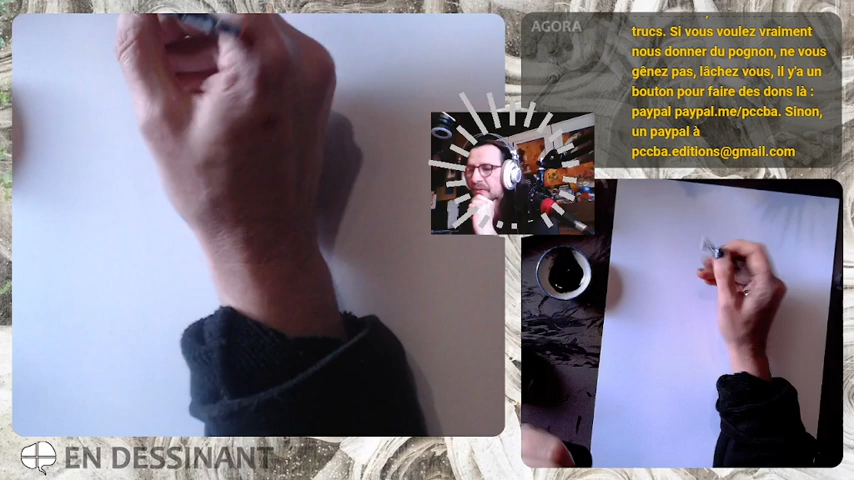 AGORA
trucs. Si vous voulez vraiment
nous donner du pognon, ne vous
gênez pas, lâchez vous, il y'a un
bouton pour faire des dons là :
paypal paypal.me/pccba. Sinon,
un paypal à
pccba.editions@gmail.com
EN DESSINANT